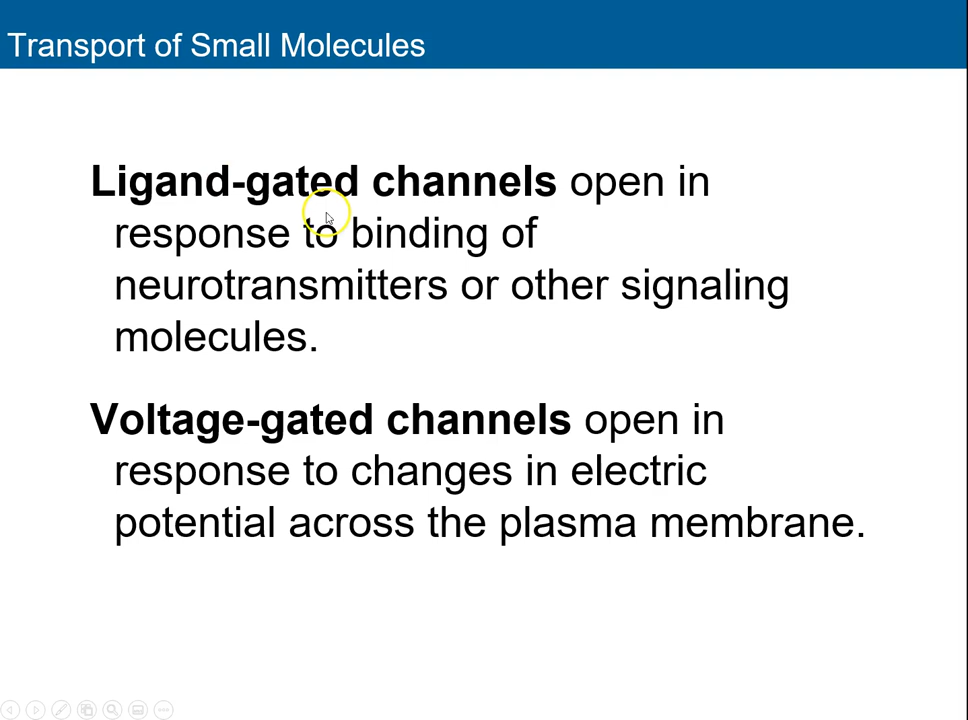 Transport of Small Molecules
Ligand-gated channels open in
response to binding of
neurotransmitters or other signaling
molecules.
Voltage-gated channels open in
response to changes in electric
potential across the plasma membrane.